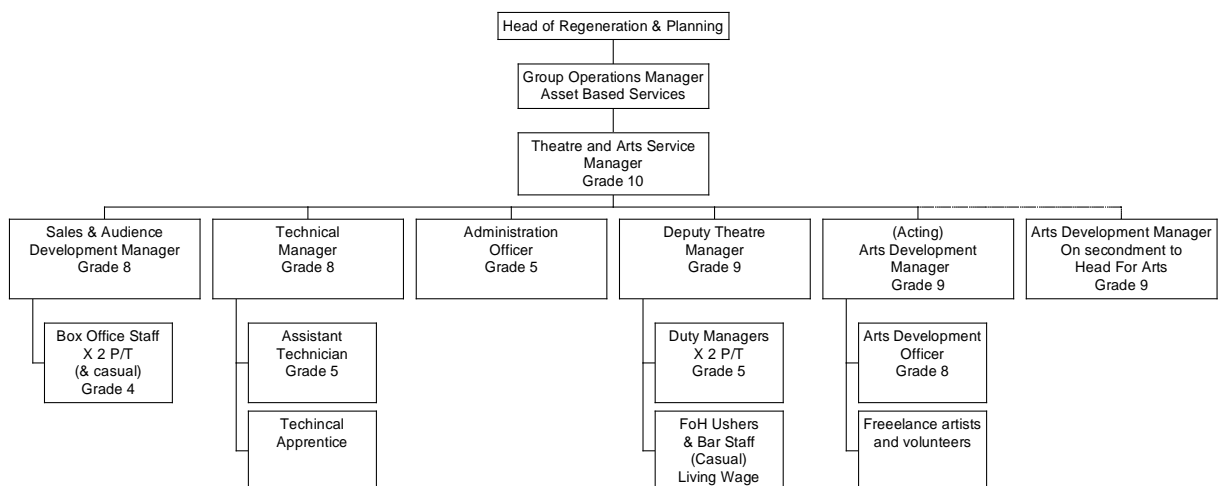 Head of Regeneration & Planning
Group Operations Manager
Asset Based Services
Theatre and Arts Service
Manager
Grade 10
Sales & Audience
Development Manager
Grade 8
Technical
Manager
Grade 8
Administration
Officer
Grade 5
Deputy Theatre
Manager
Grade 9
(Acting)
Arts Development
Manager
Grade 9
Arts Development Manager
On secondment to
Head For Arts
Grade 9
Box Office Staff
X 2 P/T
(& casual)
Grade 4
Assistant
Technician
Grade 5
Duty Managers
X 2 P/T
Grade 5
Arts Development
Officer
Grade 8
Techincal
Apprentice
FoH Ushers
& Bar Staff
(Casual)
Living Wage
Freeelance artists
and volunteers